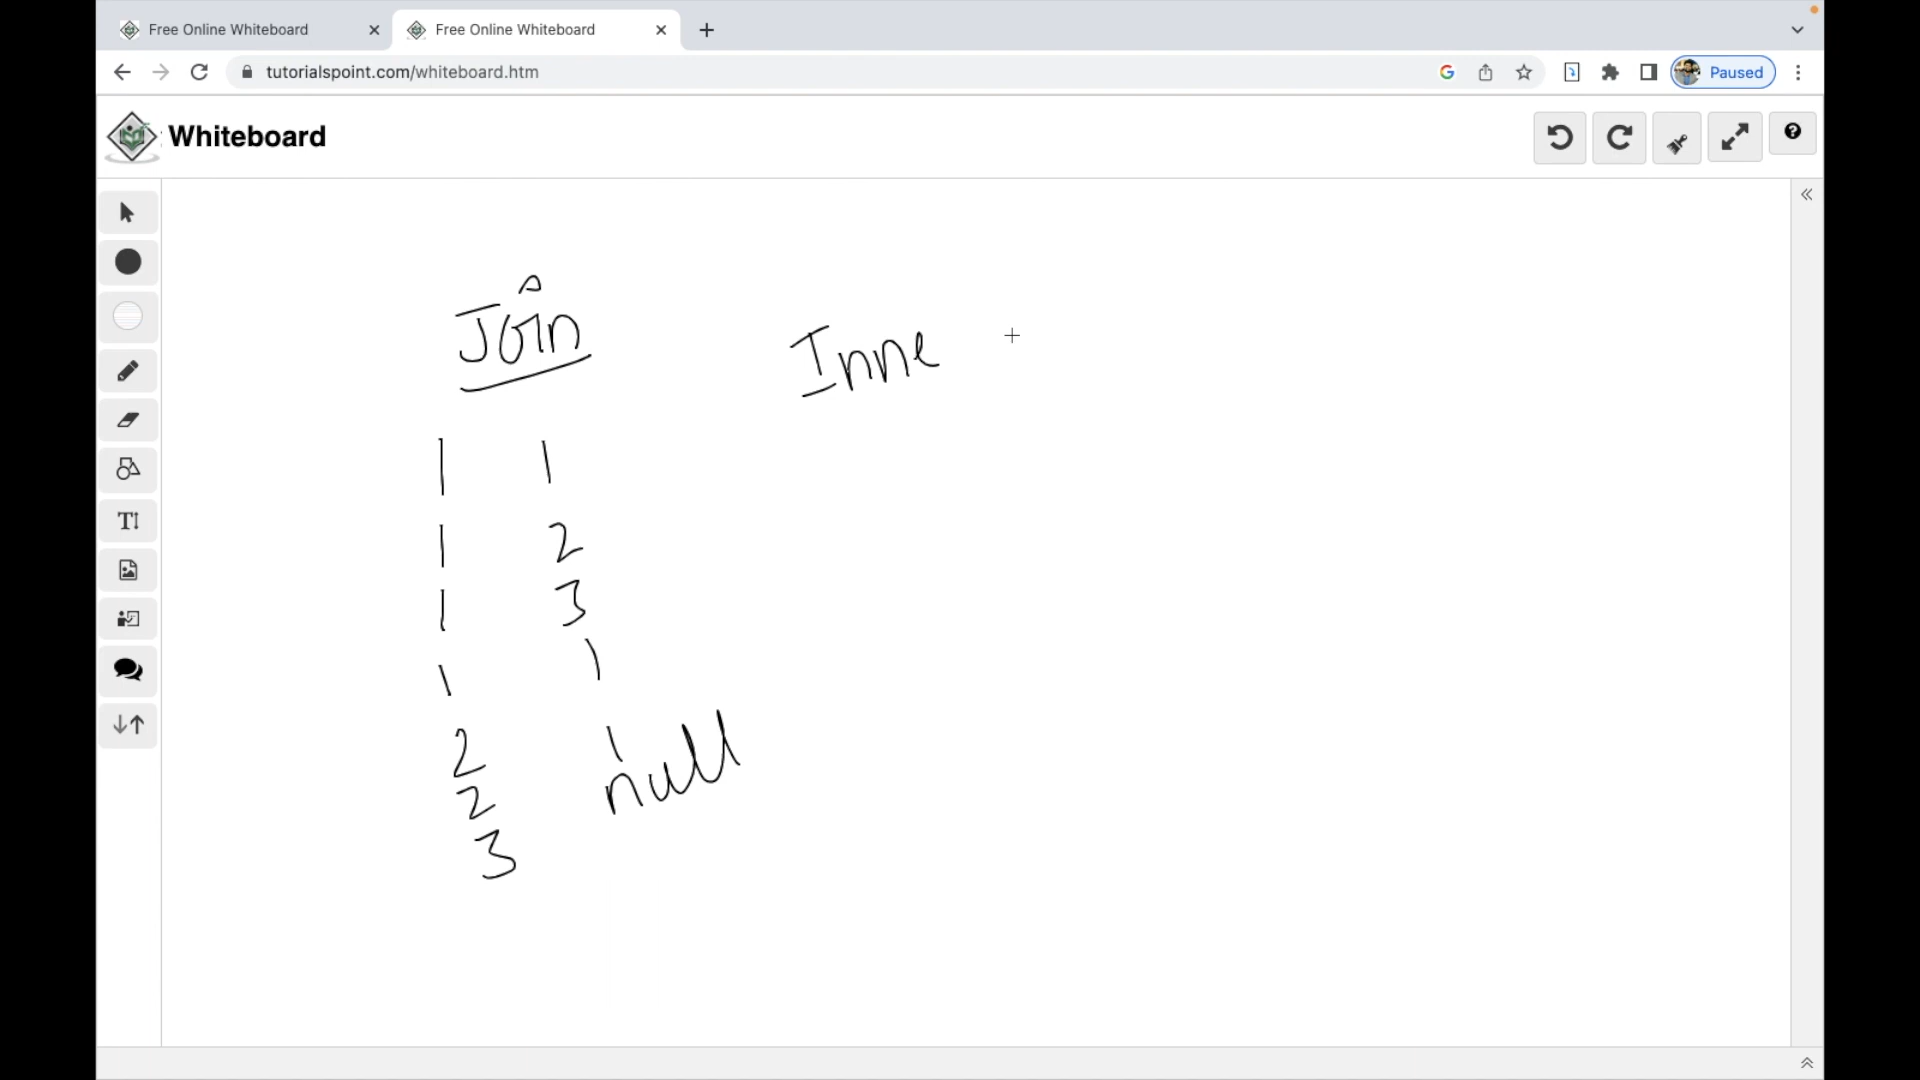 Free Online Whiteboard Free Online Whiteboard
tutorialspoint.com/whiteboard.htm Paused
Whiteboard
Join Inne
1 1
1 2
1 3
1 1
2 1
2 null
3